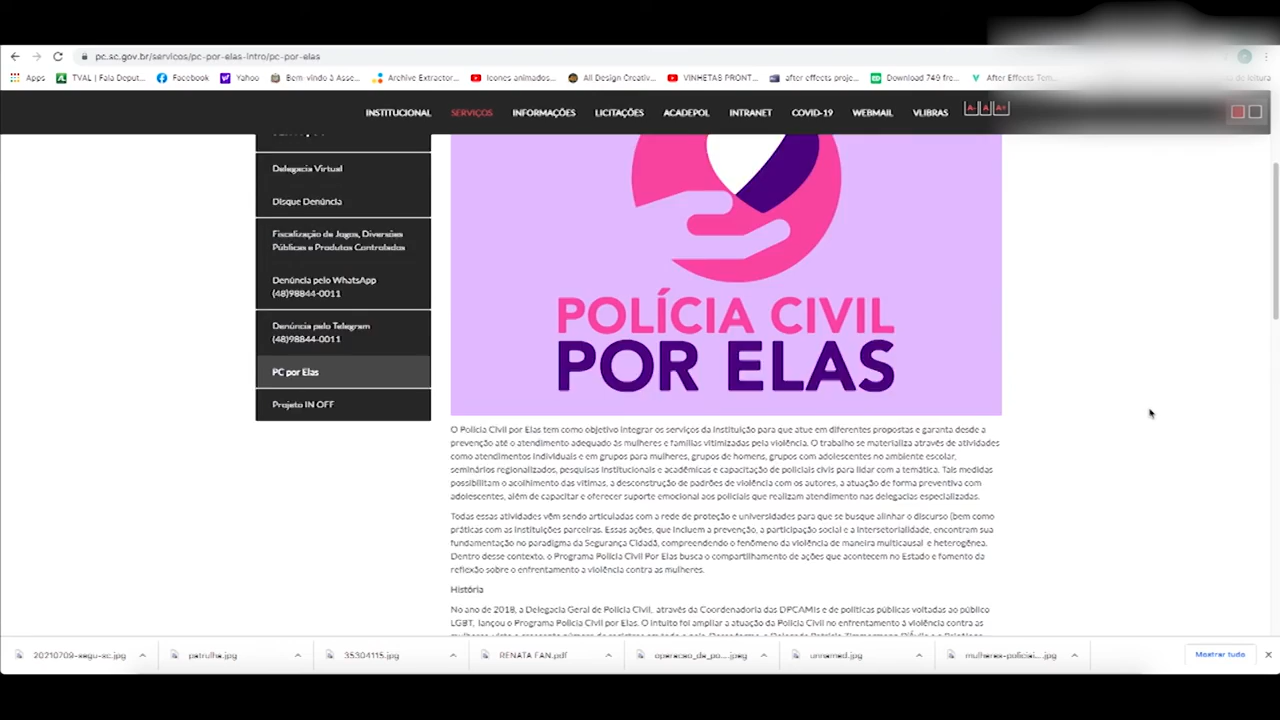 pc.sc.gov.br/servicos/pc-por-elas-intro/pc-por-elas
Apps
TVAL | Fala Deput...
Facebook
Yahoo
Bem-vindo à Asse...
Archive Extractor...
Icones animados...
All Design Creativ...
VINHETAS PRONT...
after effects proje...
Download 749 fre...
After Effects Tem...
de leitura
INSTITUCIONAL
SERVIÇOS
INFORMAÇÕES
LICITAÇÕES
ACADEPOL
INTRANET
COVID-19
WEBMAIL
VLIBRAS
A- A A+
Delegacia Virtual
Disque Denúncia
Fiscalização de Jogos, Diversões
Públicas e Produtos Controlados
Denúncia pelo WhatsApp
(48)98844-0011
Denúncia pelo Telegram
(48)98844-0011
PC por Elas
Projeto IN OFF
POLÍCIA CIVIL
POR ELAS
O Polícia Civil por Elas tem como objetivo integrar os serviços da instituição para que atue em diferentes propostas e garanta desde a
prevenção até o atendimento adequado às mulheres e famílias vitimizadas pela violência. O trabalho se materializa através de atividades
como atendimentos individuais e em grupos para mulheres, grupos de homens, grupos com adolescentes no ambiente escolar,
seminários regionalizados, pesquisas institucionais e acadêmicas e capacitação de policiais civis para lidar com a temática. Tais medidas
possibilitam o acolhimento das vítimas, a desconstrução de padrões de violência com os autores, a atuação de forma preventiva com
adolescentes, além de capacitar e oferecer suporte emocional aos policiais que realizam atendimento nas delegacias especializadas.
Todas essas atividades vêm sendo articuladas com a rede de proteção e universidades para que se busque alinhar o discurso (bem como
práticas com as instituições parceiras. Essas ações, que incluem a prevenção, a participação social e a intersetorialidade, encontram sua
fundamentação no paradigma da Segurança Cidadã, compreendendo o fenômeno da violência de maneira multicausal e heterogênea.
Dentro desse contexto, o Programa Polícia Civil Por Elas busca o compartilhamento de ações que acontecem no Estado e fomento da
reflexão sobre o enfrentamento a violência contra as mulheres.
História
No ano de 2018, a Delegacia Geral de Polícia Civil, através da Coordenadoria das DPCAMIs e de políticas públicas voltadas ao público
LGBT, lançou o Programa Polícia Civil por Elas. O intuito foi ampliar a atuação da Polícia Civil no enfrentamento à violência contra as
20210709-segu-sc.jpg
patrulha.jpg
35304115.jpg
RENATA FAN.pdf
operacao_de_po....jpeg
unnamed.jpg
mulheres-policiai....jpg
Mostrar tudo